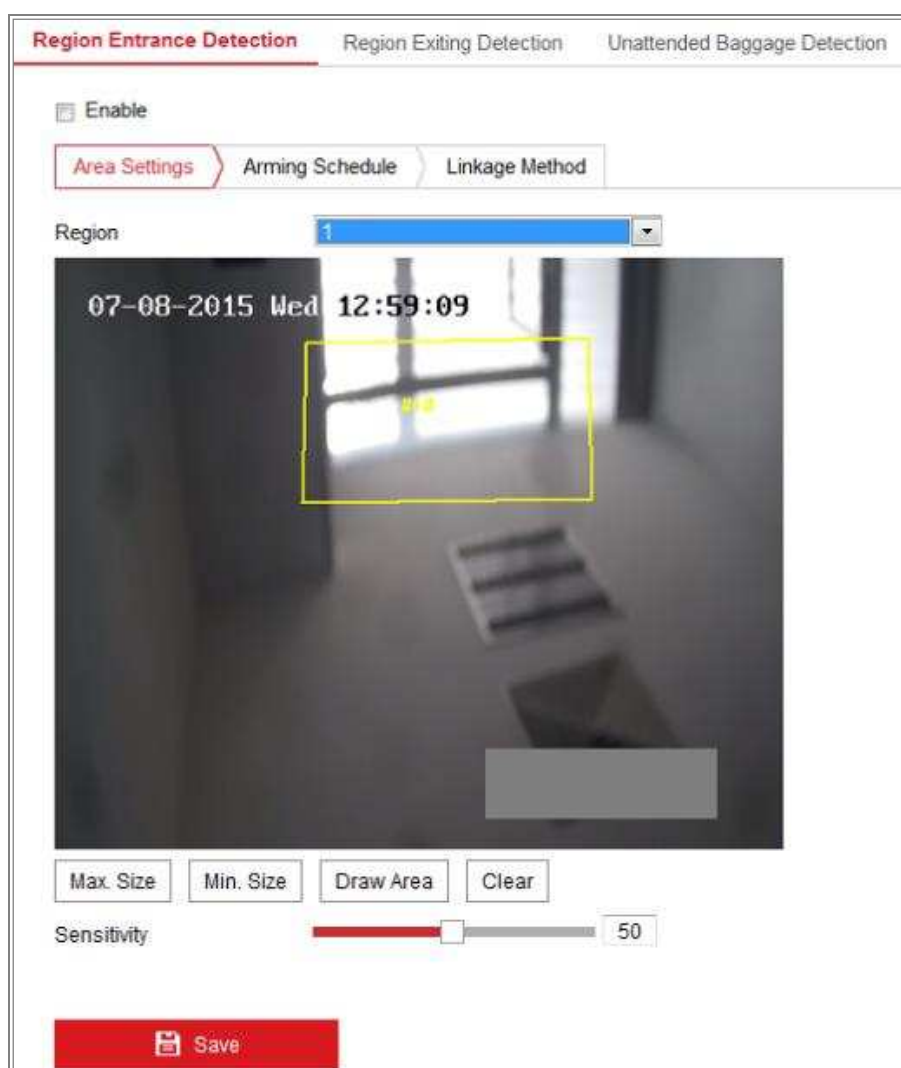 Region Entrance Detection Region Exiting Detection Unattended Baggage Detection
Enable
Area Settings Arming Schedule Linkage Method
Region 1
07-08-2015 Wed 12:59:09
Max. Size Min. Size Draw Area Clear
Sensitivity 50
Save